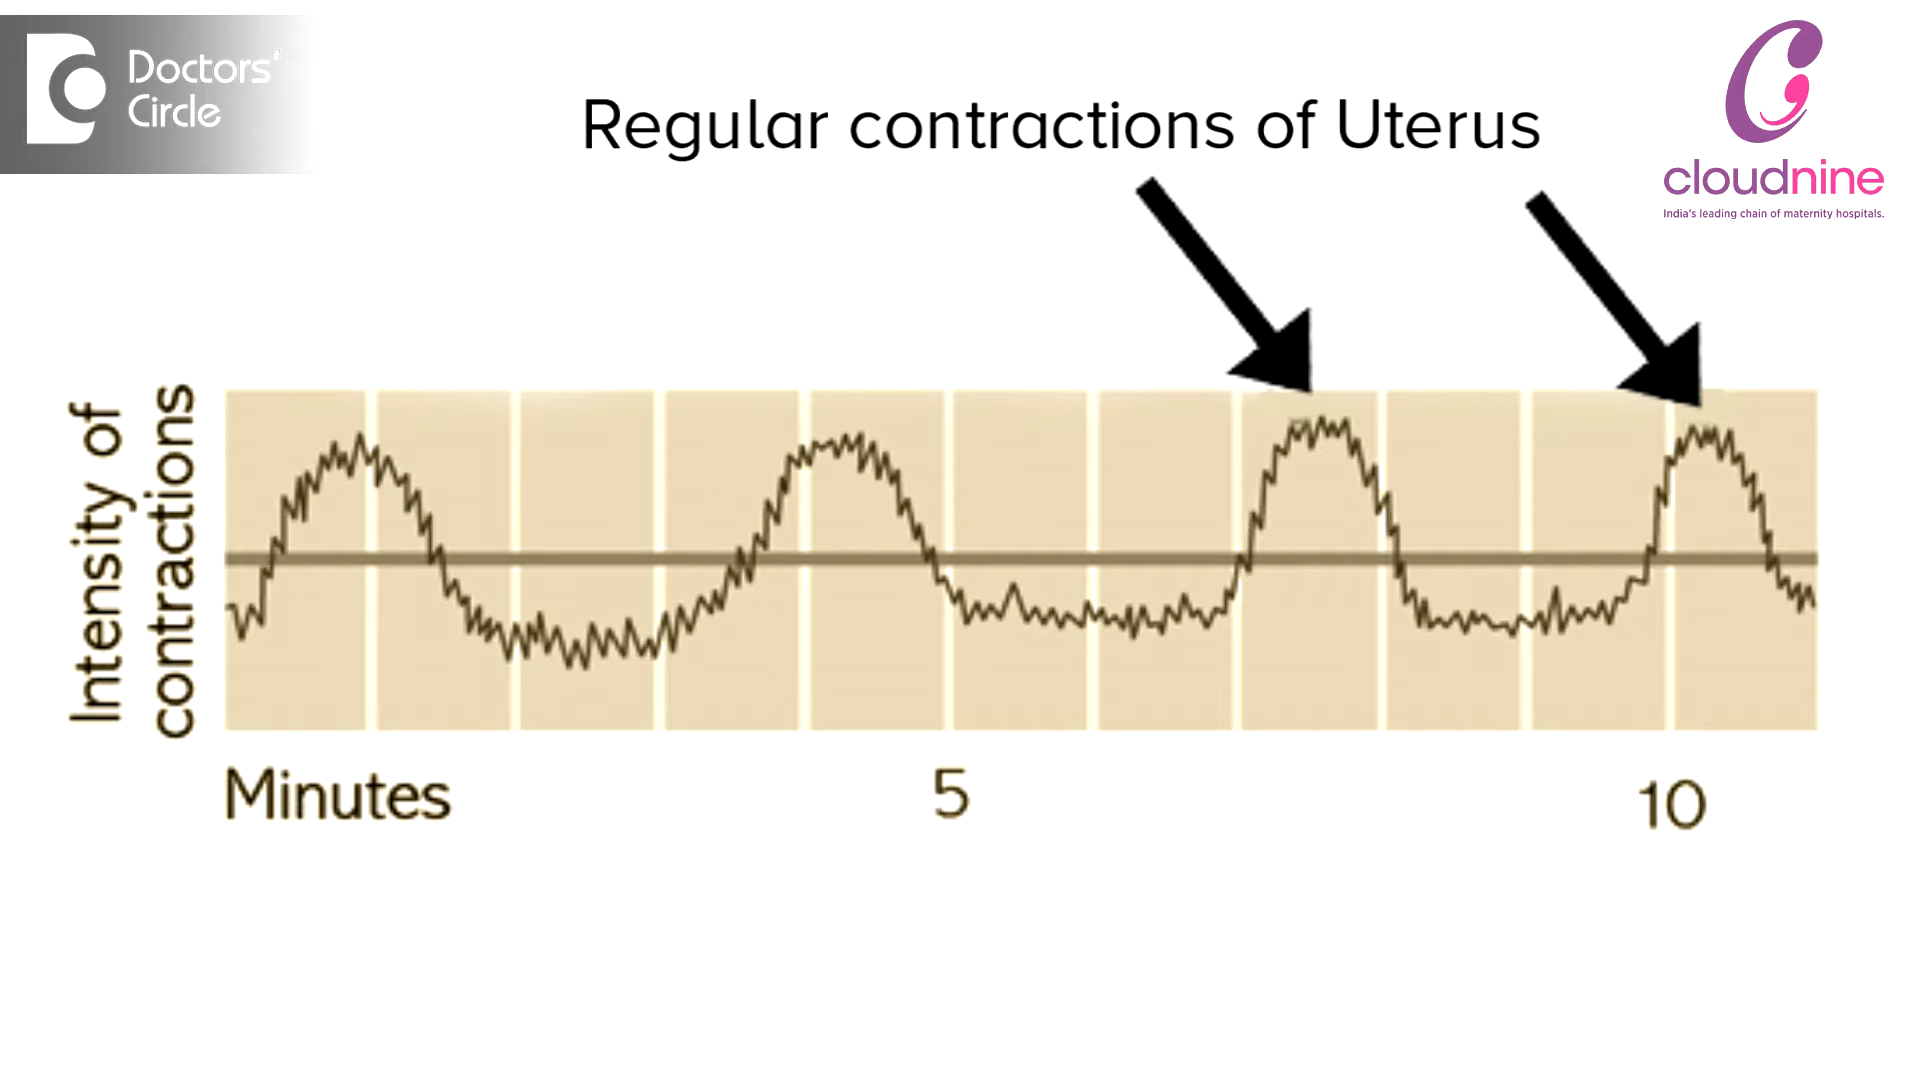 Doctors'
Circle
Regular contractions of Uterus
cloudnine
India's leading chain of maternity hospitals.
Intensity of
contractions
Minutes
5
10